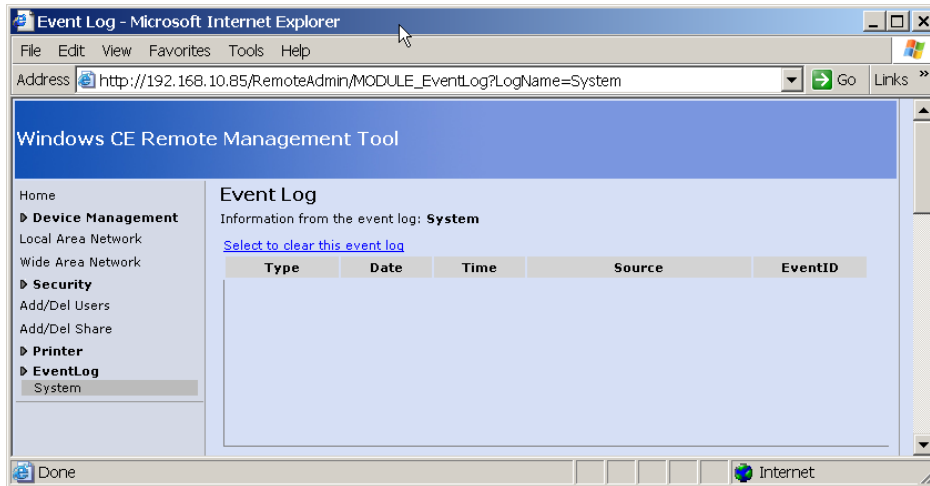 Event Log - Microsoft Internet Explorer
File Edit View Favorites Tools Help
Address http://192.168.10.85/RemoteAdmin/MODULE_EventLog?LogName=System Go Links »
Windows CE Remote Management Tool
Home
Device Management
Local Area Network
Wide Area Network
Security
Add/Del Users
Add/Del Share
Printer
EventLog
System
Event Log
Information from the event log: System
Select to clear this event log
Type Date Time Source EventID
Done Internet